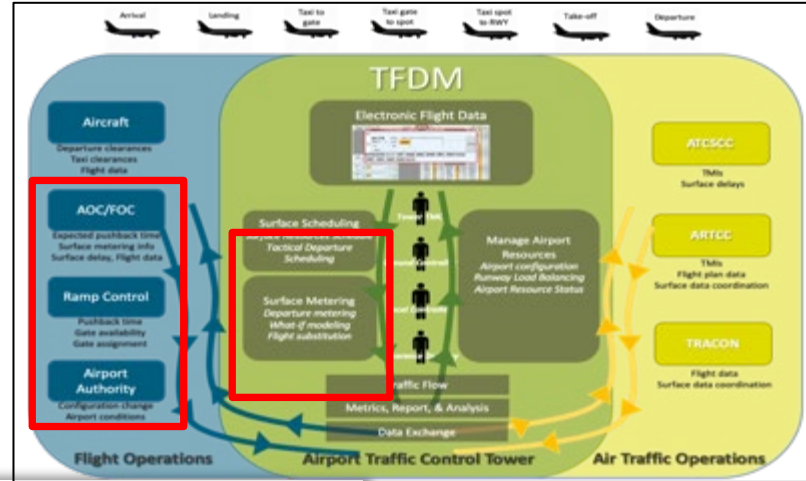 Arrival
Landing
Taxi to
gate
Taxi gate
to spot
Taxi spot
to RWY
Take-off
Departure
TFDM
Electronic Flight Data
Aircraft
Departure clearances
Taxi clearances
Flight data
AOC/FOC
Expected pushback time
Surface metering info
Surface delay, Flight data
Ramp Control
Pushback time
Gate availability
Gate assignment
Airport
Authority
Configuration change
Airport conditions
Surface Scheduling
Tactical Departure
Scheduling
Surface Metering
Departure metering
What-if modeling
Flight substitution
Tower TMC
Manage Airport
Resources
Airport configuration
Runway Load Balancing
Airport Resource Status
Traffic Flow
Metrics, Report, & Analysis
Data Exchange
ATCSCC
TMIs
Surface delays
ARTCC
TMIs
Flight plan data
Surface data coordination
TRACON
Flight data
Surface data coordination
Flight Operations
Airport Traffic Control Tower
Air Traffic Operations